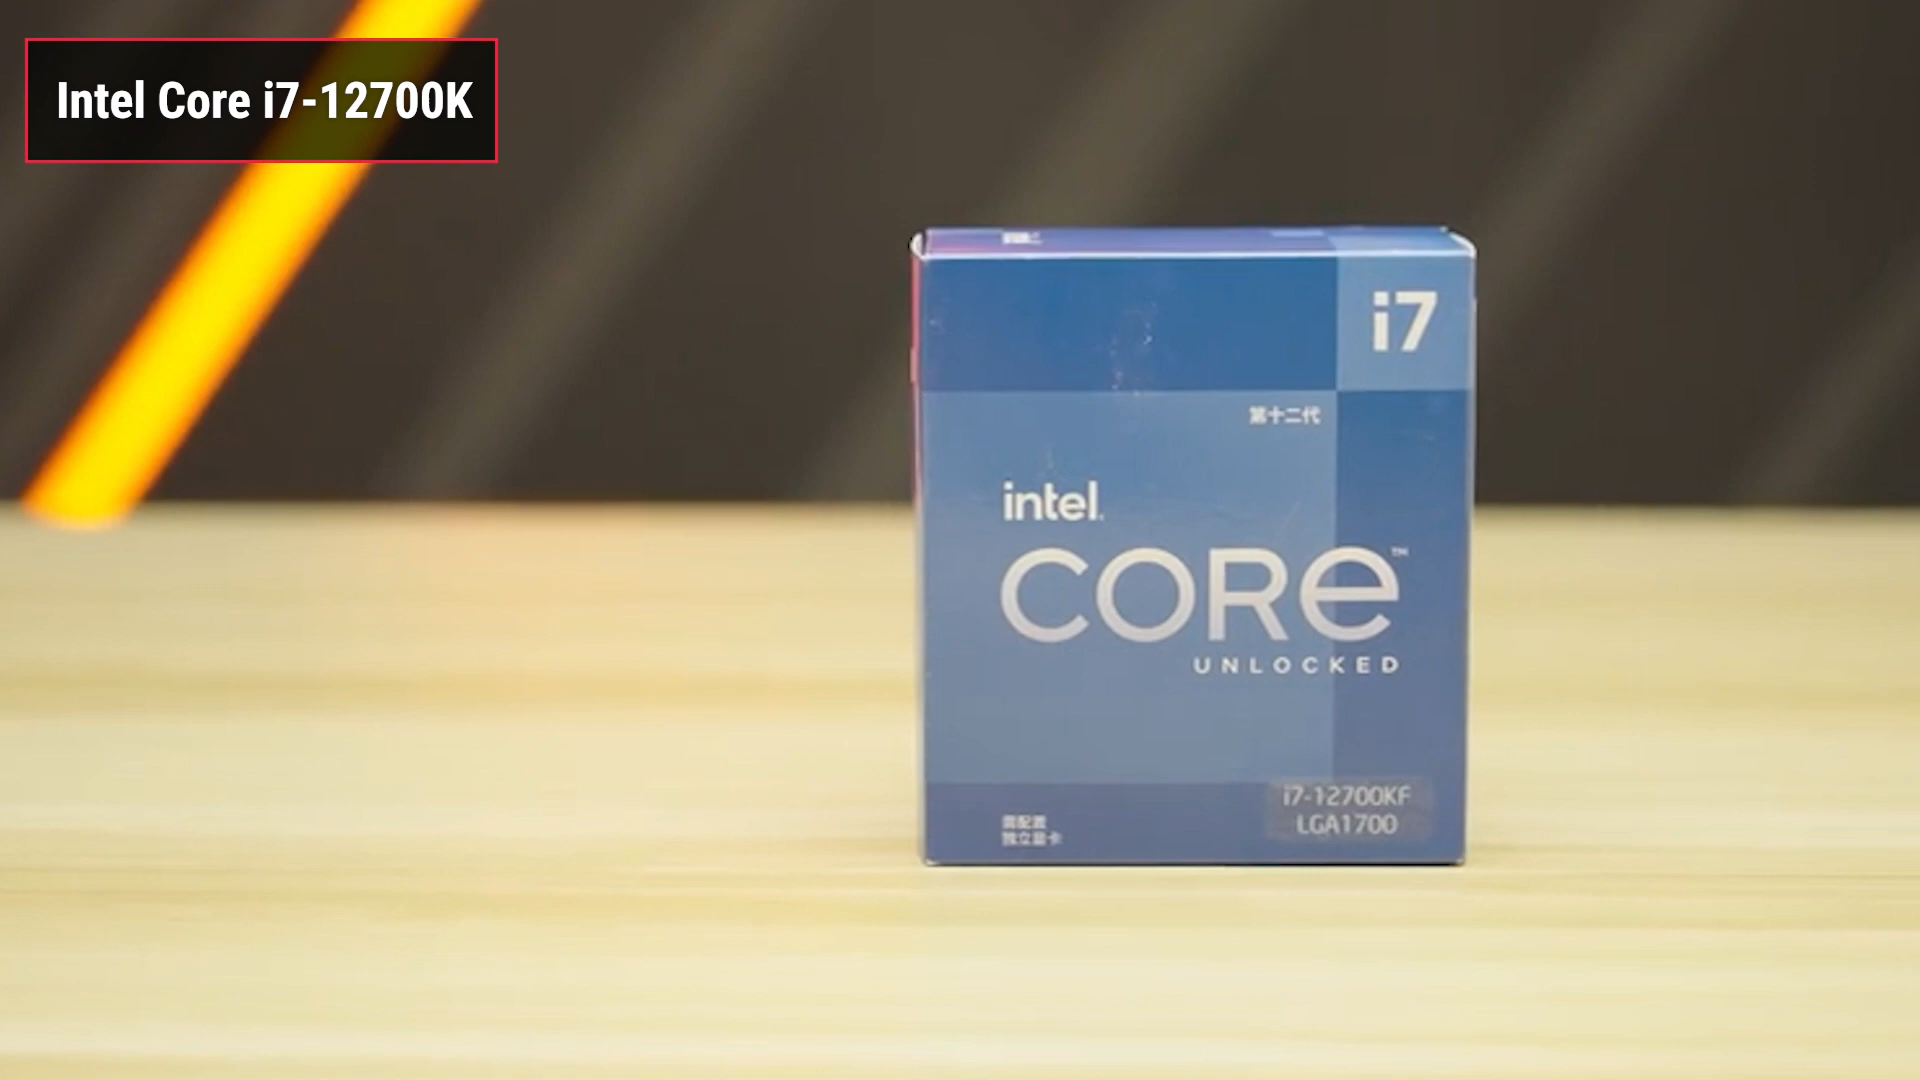 Intel Core i7-12700K
i7
第十二代
intel.
CORE™
UNLOCKED
i7-12700KF
LGA1700
需配置
独立显卡